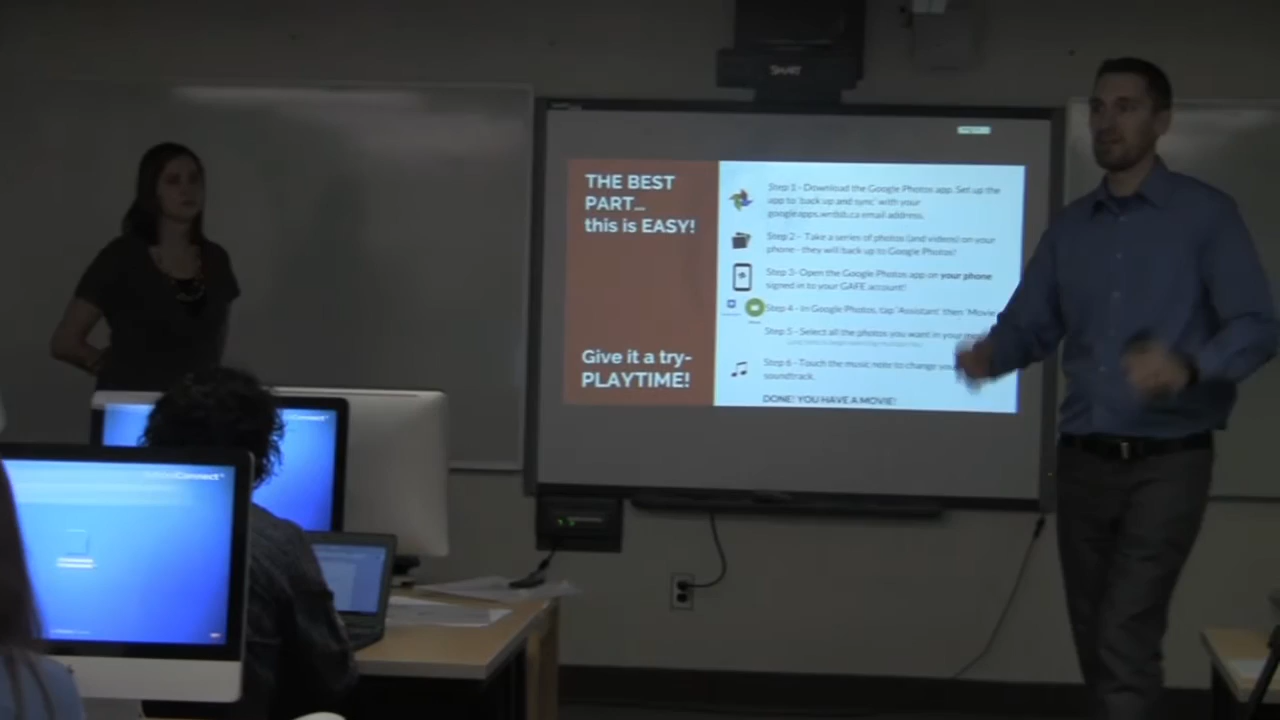 SMART
THE BEST
PART...
this is EASY!
Give it a try-
PLAYTIME!
Step 1 - Download the Google Photos app. Set up the
app to 'back up and sync' with your
googleapps.wrdsb.ca email address.
Step 2 - Take a series of photos (and videos) on your
phone - they will back up to Google Photos!
Step 3- Open the Google Photos app on your phone
signed in to your GAFE account!
Step 4 - In Google Photos, tap 'Assistant' then 'Movie
Step 5 - Select all the photos you want in your
Step 6 - Touch the music note to change
soundtrack.
DONE! YOU HAVE A MOVIE!
Connect